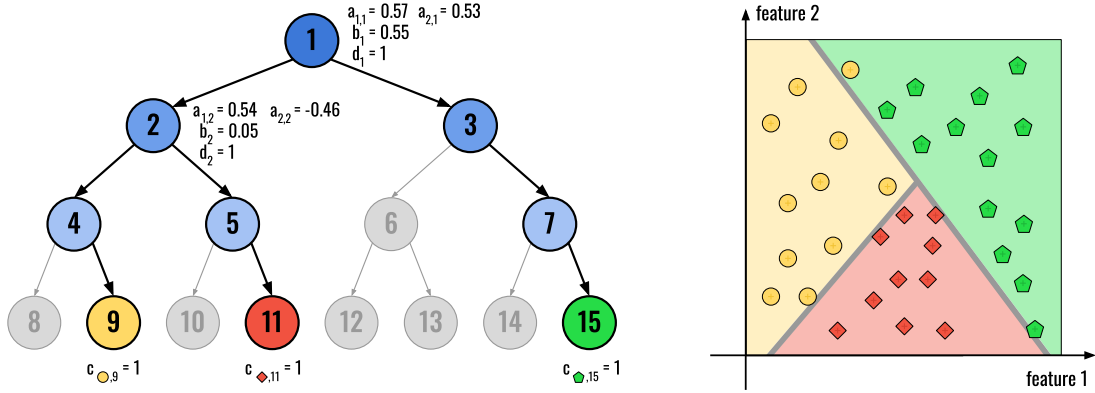 a1,1 = 0.57 a2,1 = 0.53
b1 = 0.55
d1 = 1
1
a1,2 = 0.54 a2,2 = -0.46
b2 = 0.05
d2 = 1
2
3
4
5
6
7
8
9
10
11
12
13
14
15
c ,9 = 1
c ,11 = 1
c ,15 = 1
feature 2
feature 1